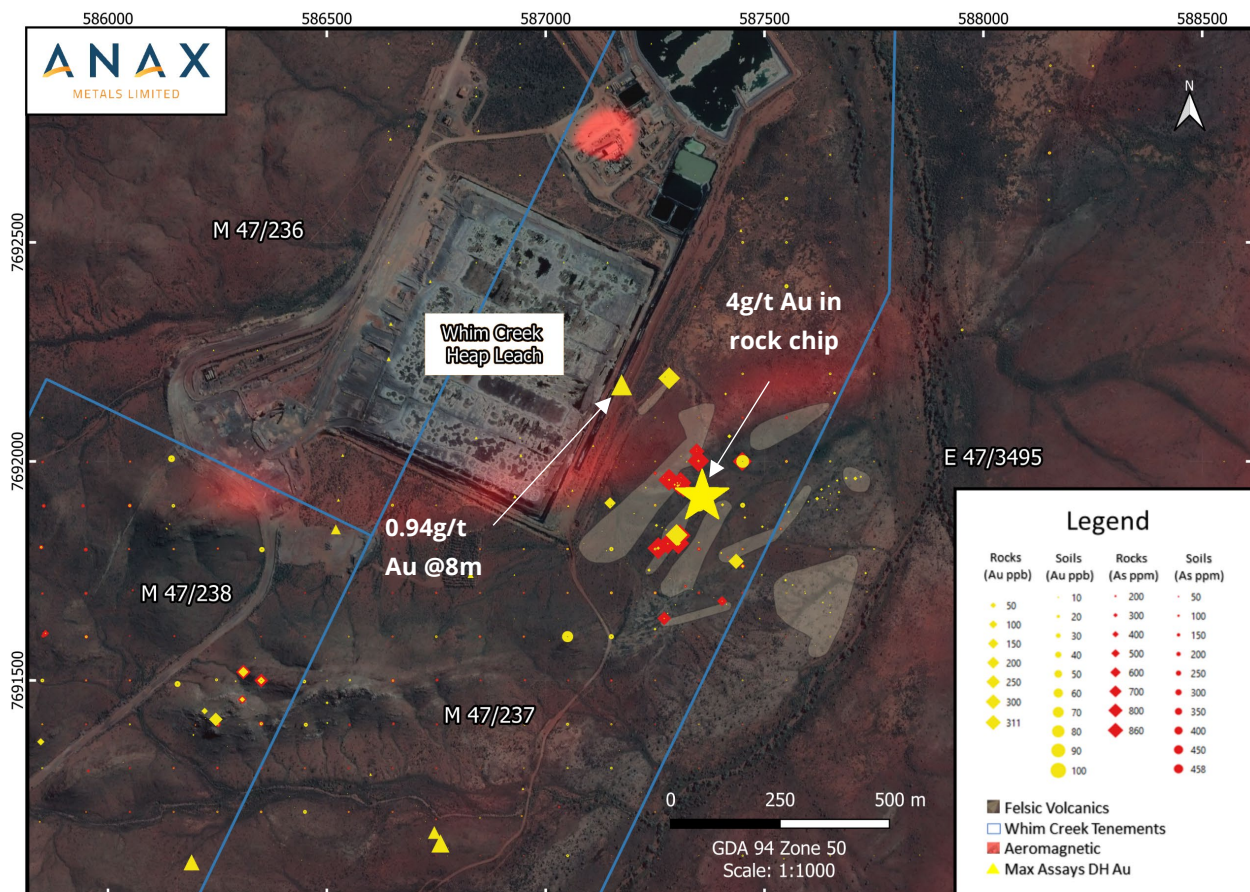 586000 586500 587000 587500 588000 588500
ANAX
METALS LIMITED
N
7692500
7692000
7691500
M 47/236
Whim Creek
Heap Leach
4g/t Au in
rock chip
E 47/3495
0.94g/t
Au @8m
M 47/238
M 47/237
0 250 500 m
GDA 94 Zone 50
Scale: 1:1000
Legend
Rocks Soils Rocks Soils
(Au ppb) (Au ppb) (As ppm) (As ppm)
50
100
150
200
250
300
311
10
20
30
40
50
60
70
80
90
100
200
300
400
500
600
700
800
860
50
100
150
200
250
300
350
400
450
458
Felsic Volcanics
Whim Creek Tenements
Aeromagnetic
Max Assays DH Au